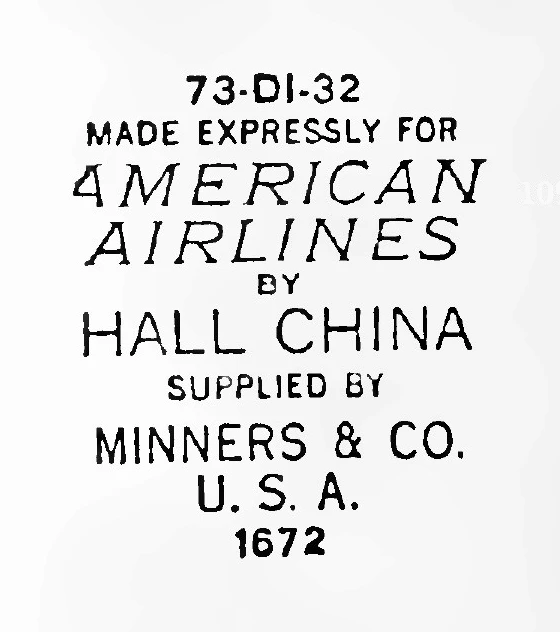 73-DI-32
MADE EXPRESSLY FOR
AMERICAN
AIRLINES
BY
HALL CHINA
SUPPLIED BY
MINNERS & CO.
U. S. A.
1672